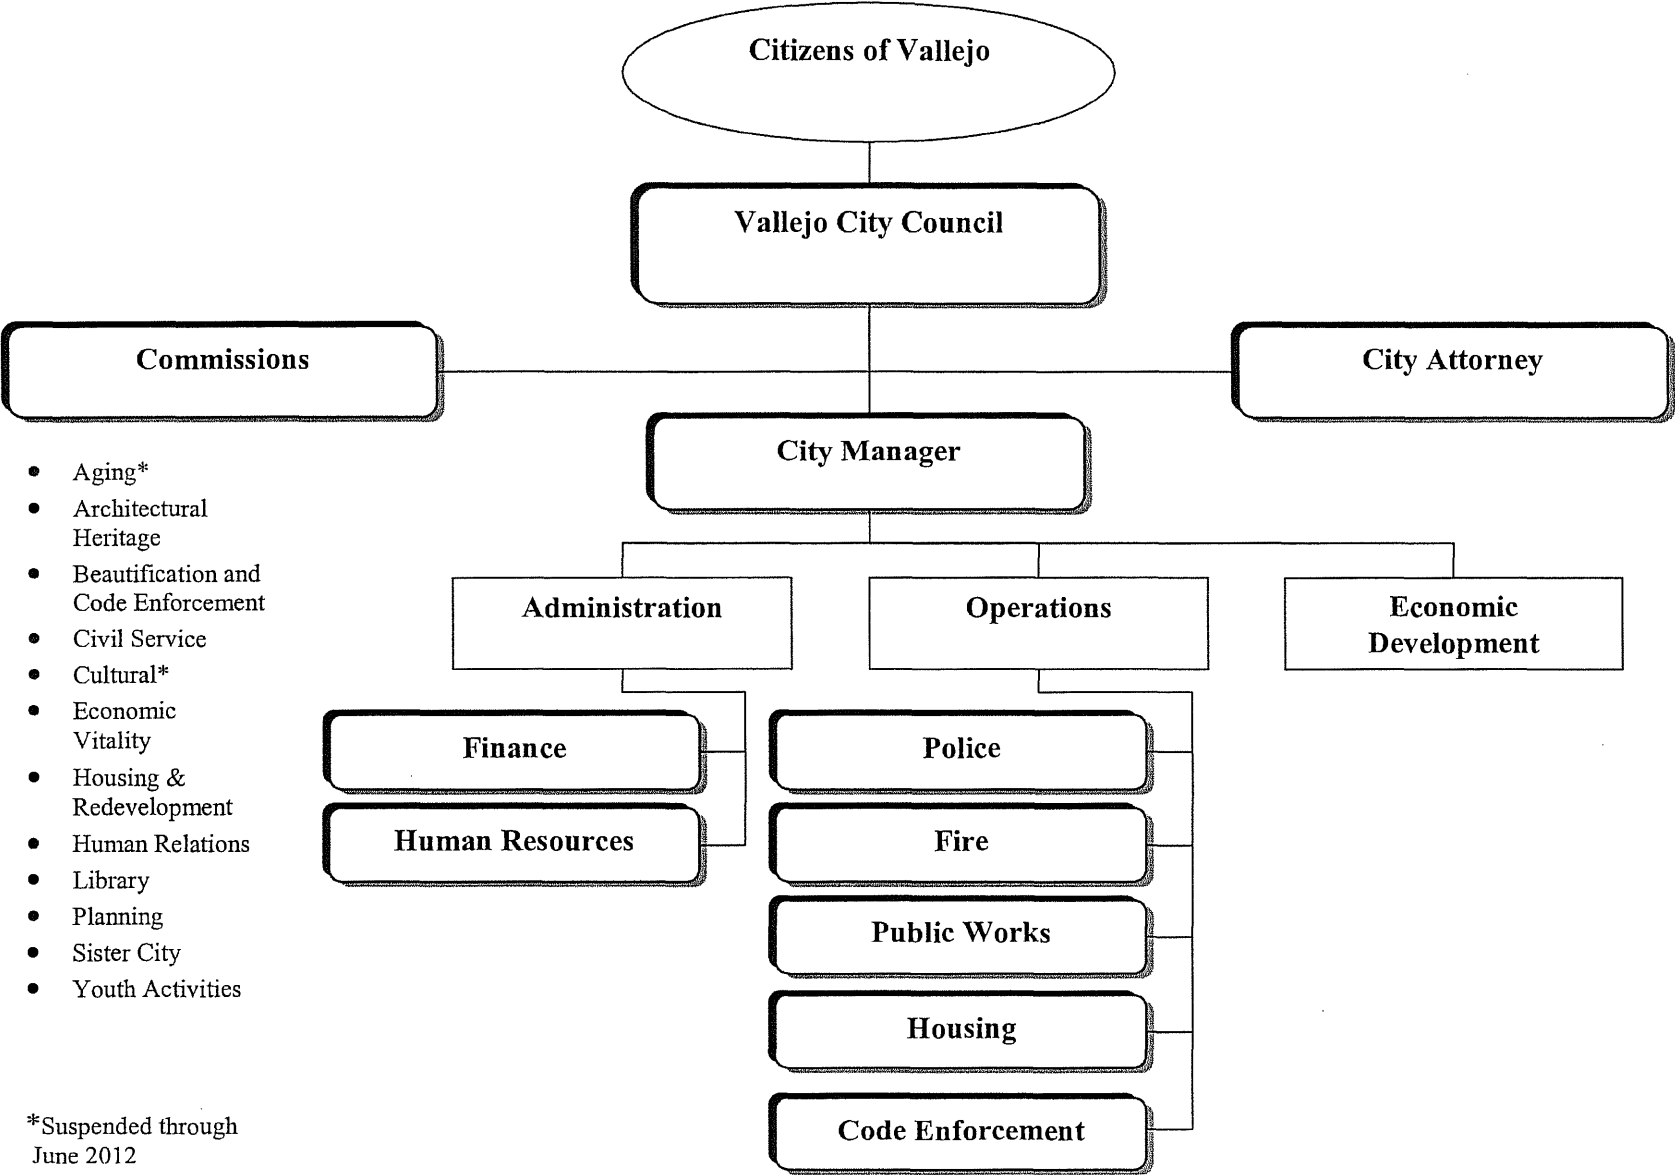 Citizens of Vallejo
Vallejo City Council
Commissions
City Attorney
City Manager
• Aging*
• Architectural
Heritage
• Beautification and
Code Enforcement
• Civil Service
• Cultural*
• Economic
Vitality
• Housing &
Redevelopment
• Human Relations
• Library
• Planning
• Sister City
• Youth Activities
*Suspended through
June 2012
Administration
Operations
Economic
Development
Finance
Human Resources
Police
Fire
Public Works
Housing
Code Enforcement